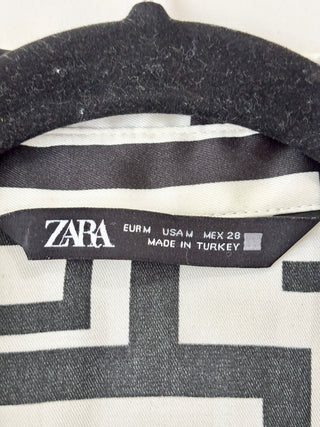 ZARA
EUR M USA M MEX 28
MADE IN TURKEY